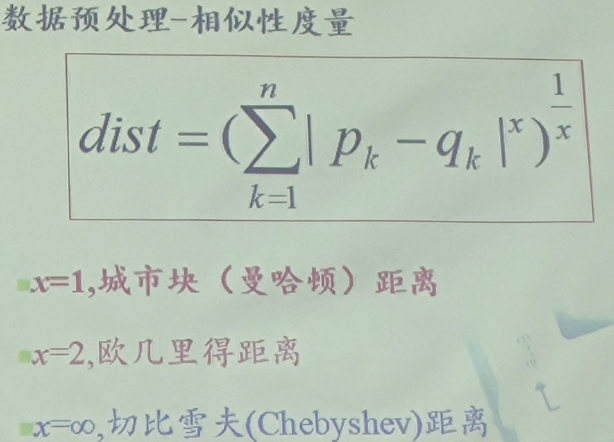 数据预处理-相似性度量
dist = (∑_{k=1}^{n} | p_k − q_k |^x)^{1/x}
x=1,城市块（曼哈顿）距离
x=2,欧几里得距离
x=∞,切比雪夫(Chebyshev)距离